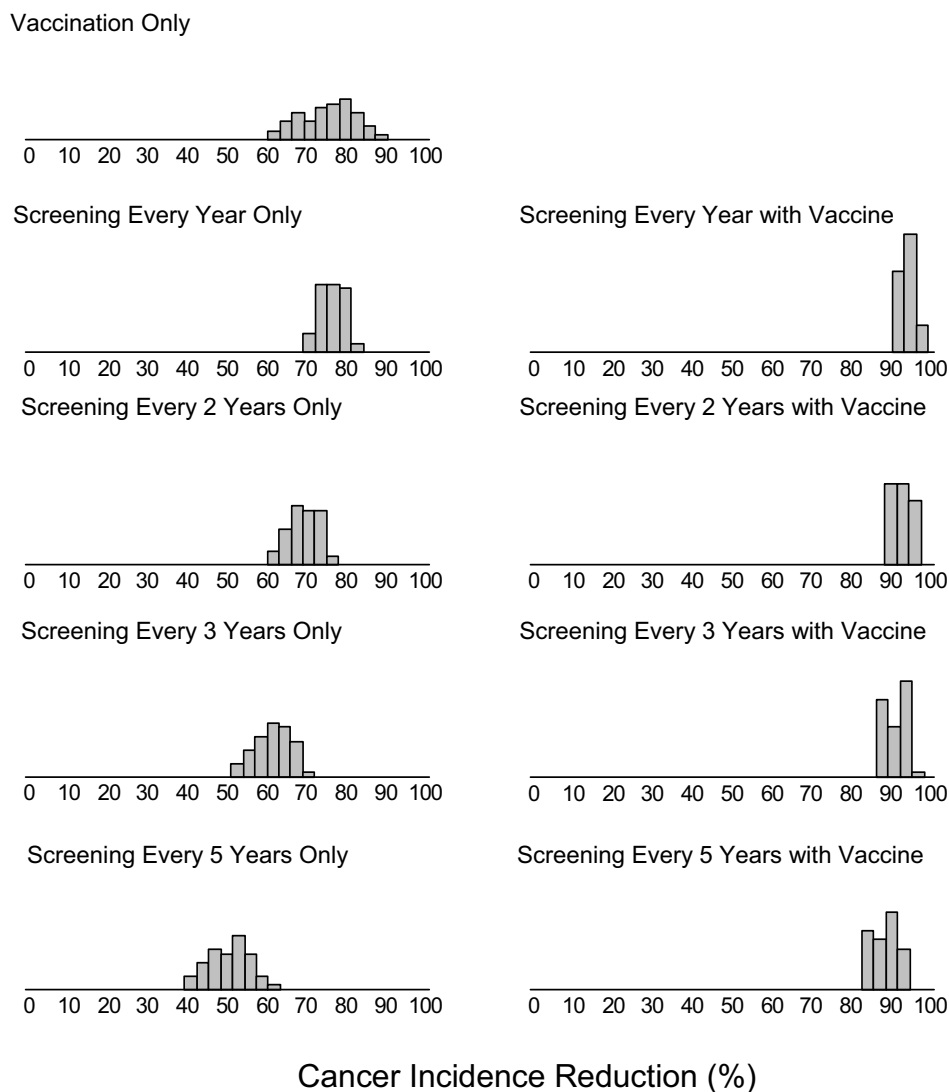 Vaccination Only
0 10 20 30 40 50 60 70 80 90 100
Screening Every Year Only
0 10 20 30 40 50 60 70 80 90 100
Screening Every Year with Vaccine
0 10 20 30 40 50 60 70 80 90 100
Screening Every 2 Years Only
0 10 20 30 40 50 60 70 80 90 100
Screening Every 2 Years with Vaccine
0 10 20 30 40 50 60 70 80 90 100
Screening Every 3 Years Only
0 10 20 30 40 50 60 70 80 90 100
Screening Every 3 Years with Vaccine
0 10 20 30 40 50 60 70 80 90 100
Screening Every 5 Years Only
0 10 20 30 40 50 60 70 80 90 100
Screening Every 5 Years with Vaccine
0 10 20 30 40 50 60 70 80 90 100
Cancer Incidence Reduction (%)